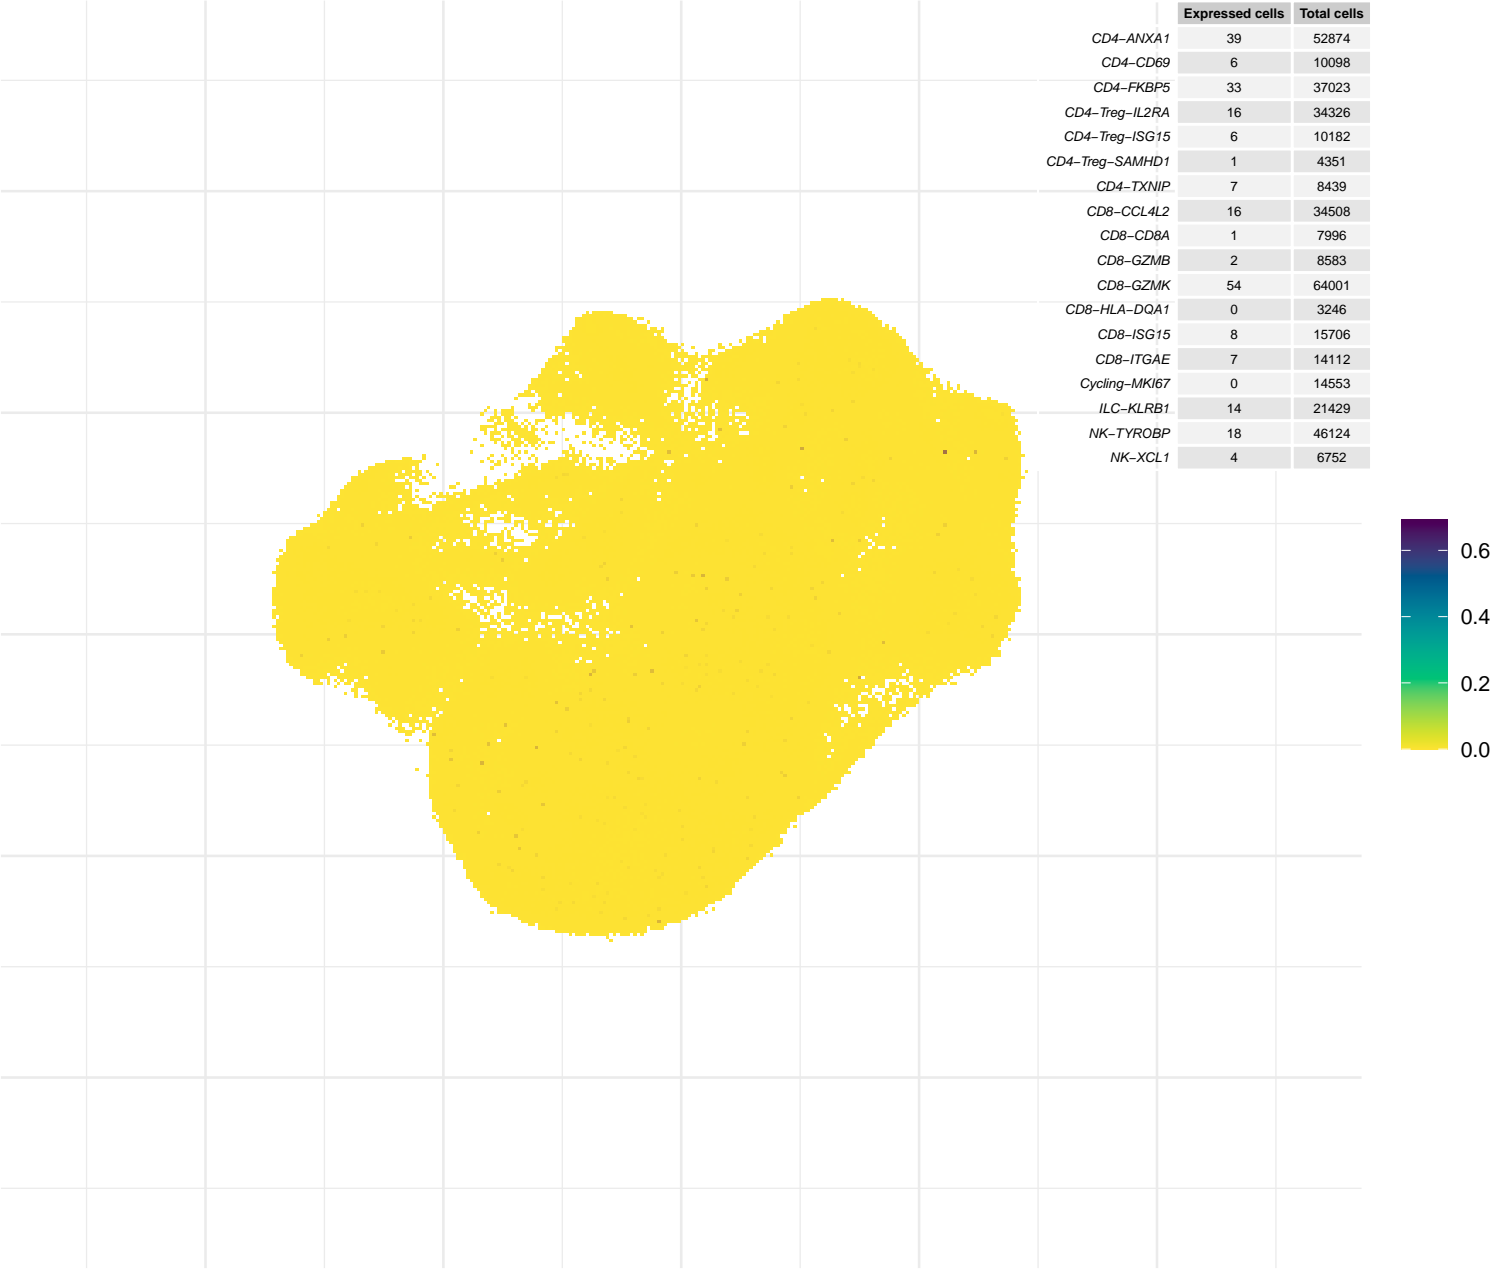 Expressed cells Total cells
CD4−ANXA1 39 52874
CD4−CD69 6 10098
CD4−FKBP5 33 37023
CD4−Treg−IL2RA 16 34326
CD4−Treg−ISG15 6 10182
CD4−Treg−SAMHD1 1 4351
CD4−TXNIP 7 8439
CD8−CCL4L2 16 34508
CD8−CD8A 1 7996
CD8−GZMB 2 8583
CD8−GZMK 54 64001
CD8−HLA−DQA1 0 3246
CD8−ISG15 8 15706
CD8−ITGAE 7 14112
Cycling−MKI67 0 14553
ILC−KLRB1 14 21429
NK−TYROBP 18 46124
NK−XCL1 4 6752
0.6
0.4
0.2
0.0